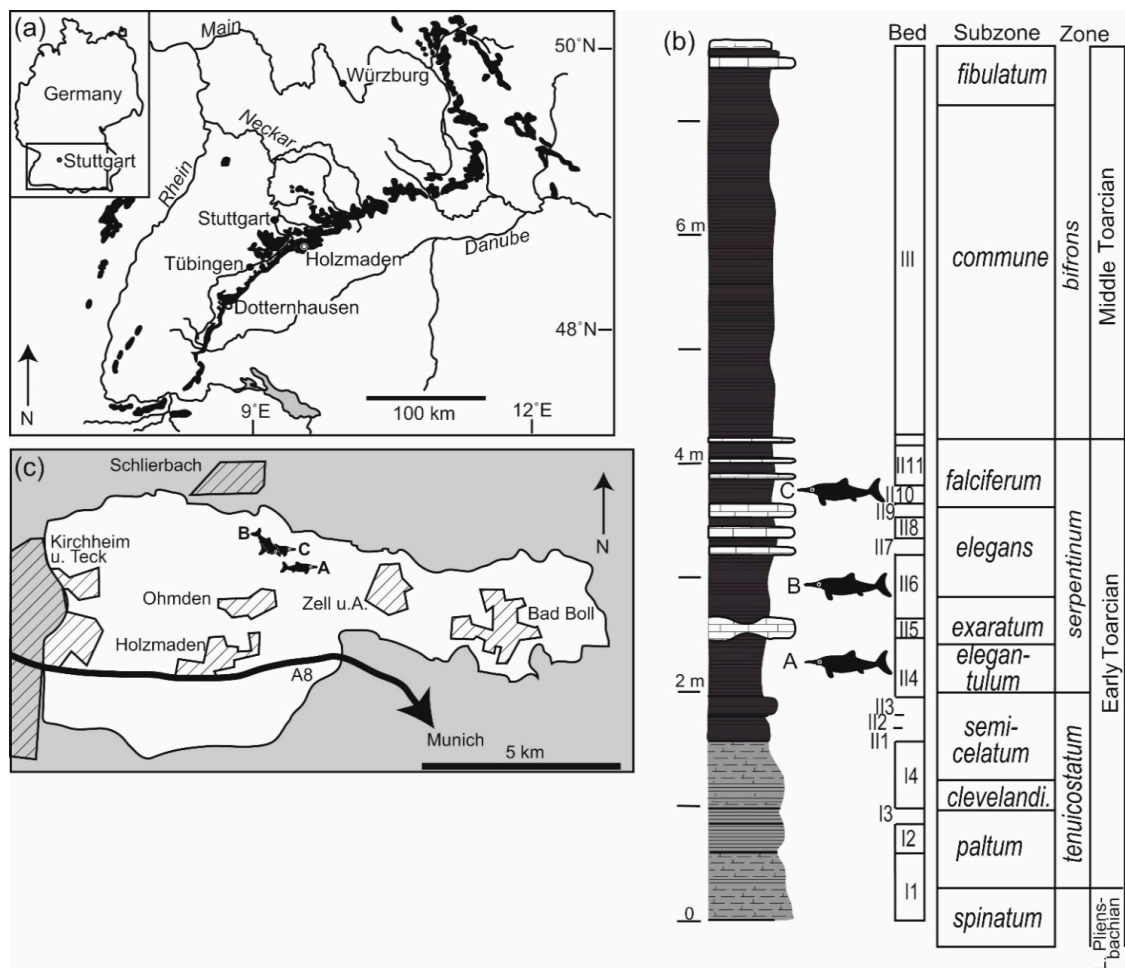 (a)
Main
50°N
Würzburg
Germany
Neckar
Stuttgart
Rhein
Stuttgart
Danube
Tübingen
Holzmaden
Dotternhausen
48°N
N
9°E
100 km
12°E
(c)
Schlierbach
N
Kirchheim
u. Teck
B
C
A
Ohmden
Zell u.A.
Bad Boll
Holzmaden
A8
Munich
5 km
(b)
Bed
Subzone
Zone
fibulatum
6 m
III
commune
bifrons
Middle Toarcian
4 m
II11
falciferum
C
II10
II9
II8
elegans
II7
serpentinum
B
II6
II5
exaratum
Early Toarcian
A
elegan-
tulum
II4
2 m
II3
II2
semi-
celatum
II1
I4
tenuicostatum
clevelandi.
I3
I2
paltum
I1
0
spinatum
Pliens-
bachian